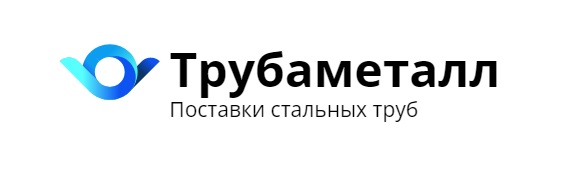 Трубаметалл
Поставки стальных труб